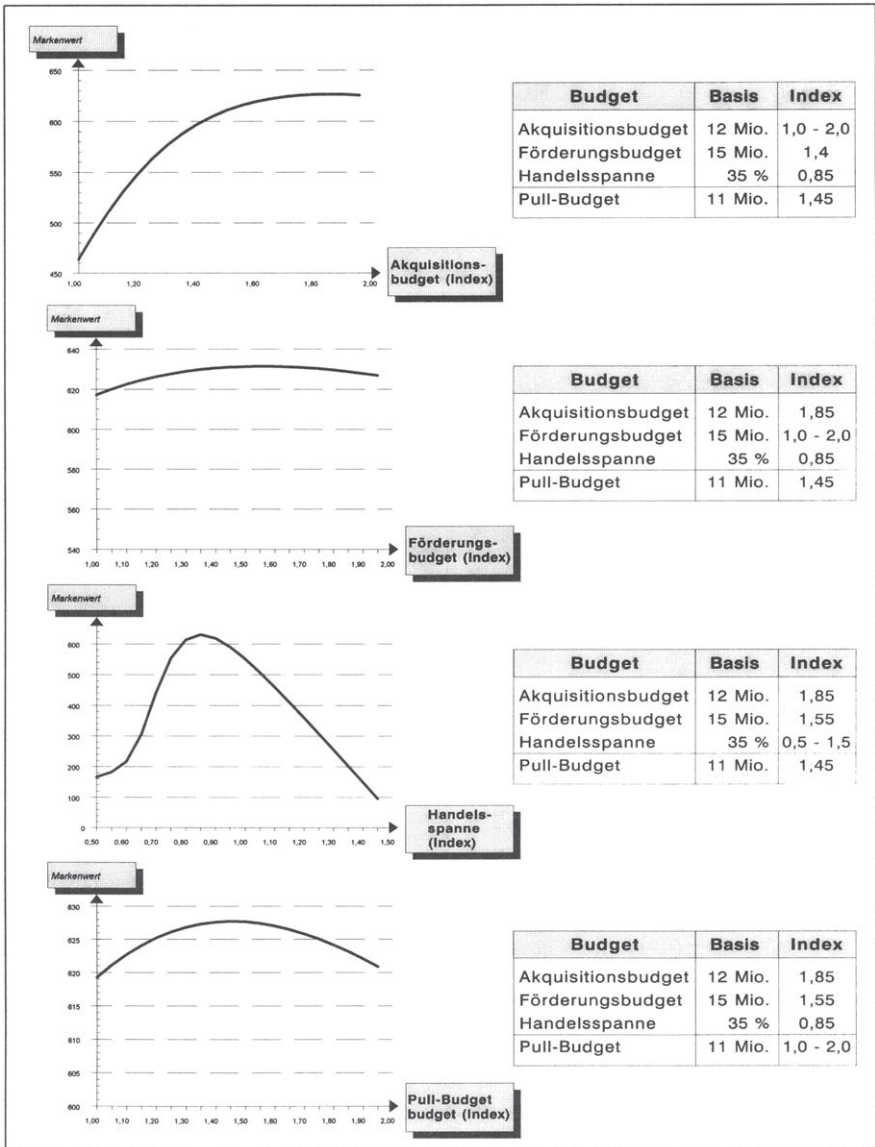 Markenwert
650
600
550
500
450
1,00 1,20 1,40 1,60 1,80 2,00
Akquisitions-
budget (Index)
Budget Basis Index
Akquisitionsbudget 12 Mio. 1,0 - 2,0
Förderungsbudget 15 Mio. 1,4
Handelsspanne 35 % 0,85
Pull-Budget 11 Mio. 1,45
Markenwert
640
620
600
580
560
540
1,00 1,10 1,20 1,30 1,40 1,50 1,60 1,70 1,80 1,90 2,00
Förderungs-
budget (Index)
Budget Basis Index
Akquisitionsbudget 12 Mio. 1,85
Förderungsbudget 15 Mio. 1,0 - 2,0
Handelsspanne 35 % 0,85
Pull-Budget 11 Mio. 1,45
Markenwert
600
500
400
300
200
100
0
0,50 0,60 0,70 0,80 0,90 1,00 1,10 1,20 1,30 1,40 1,50
Handels-
spanne
(Index)
Budget Basis Index
Akquisitionsbudget 12 Mio. 1,85
Förderungsbudget 15 Mio. 1,55
Handelsspanne 35 % 0,5 - 1,5
Pull-Budget 11 Mio. 1,45
Markenwert
630
625
620
615
610
605
600
1,00 1,10 1,20 1,30 1,40 1,50 1,60 1,70 1,80 1,90 2,00
Pull-Budget
budget (Index)
Budget Basis Index
Akquisitionsbudget 12 Mio. 1,85
Förderungsbudget 15 Mio. 1,55
Handelsspanne 35 % 0,85
Pull-Budget 11 Mio. 1,0 - 2,0